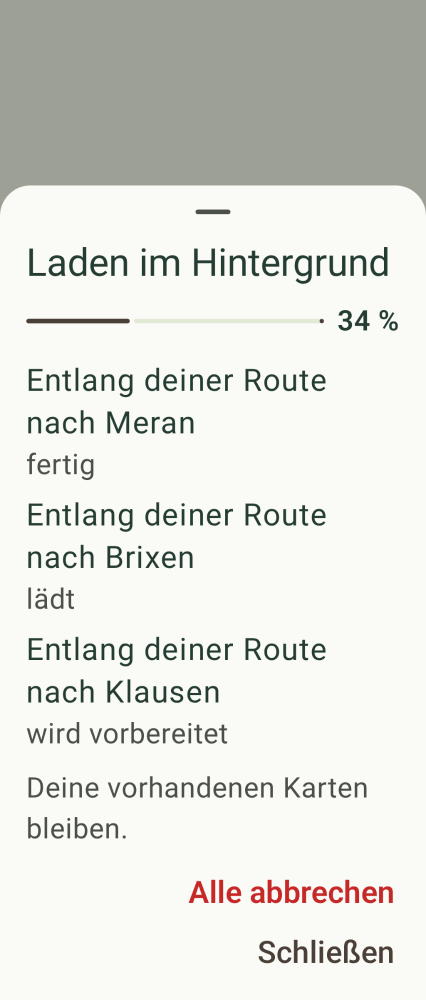 Laden im Hintergrund
34 %
Entlang deiner Route
nach Meran
fertig
Entlang deiner Route
nach Brixen
lädt
Entlang deiner Route
nach Klausen
wird vorbereitet
Deine vorhandenen Karten
bleiben.
Alle abbrechen
Schließen